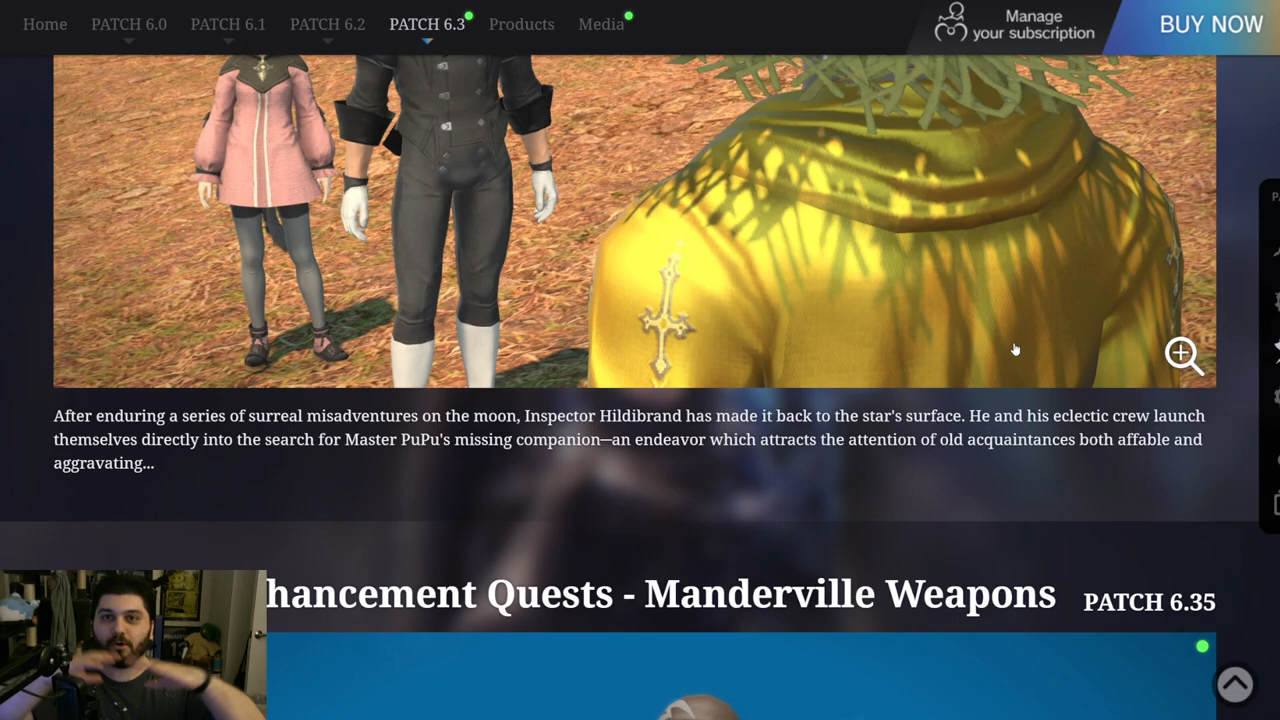 Home PATCH 6.0 PATCH 6.1 PATCH 6.2 PATCH 6.3 Products Media
Manage
your subscription
BUY NOW
After enduring a series of surreal misadventures on the moon, Inspector Hildibrand has made it back to the star's surface. He and his eclectic crew launch
themselves directly into the search for Master PuPu's missing companion—an endeavor which attracts the attention of old acquaintances both affable and
aggravating...
hancement Quests - Manderville Weapons PATCH 6.35